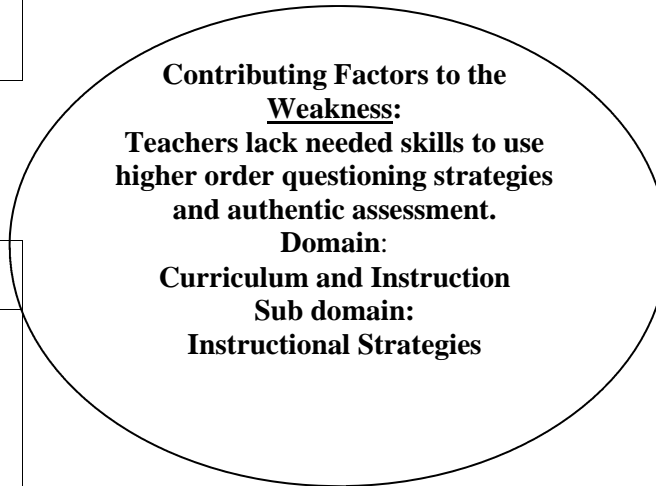 Contributing Factors to the
Weakness:
Teachers lack needed skills to use
higher order questioning strategies
and authentic assessment.
Domain:
Curriculum and Instruction
Sub domain:
Instructional Strategies